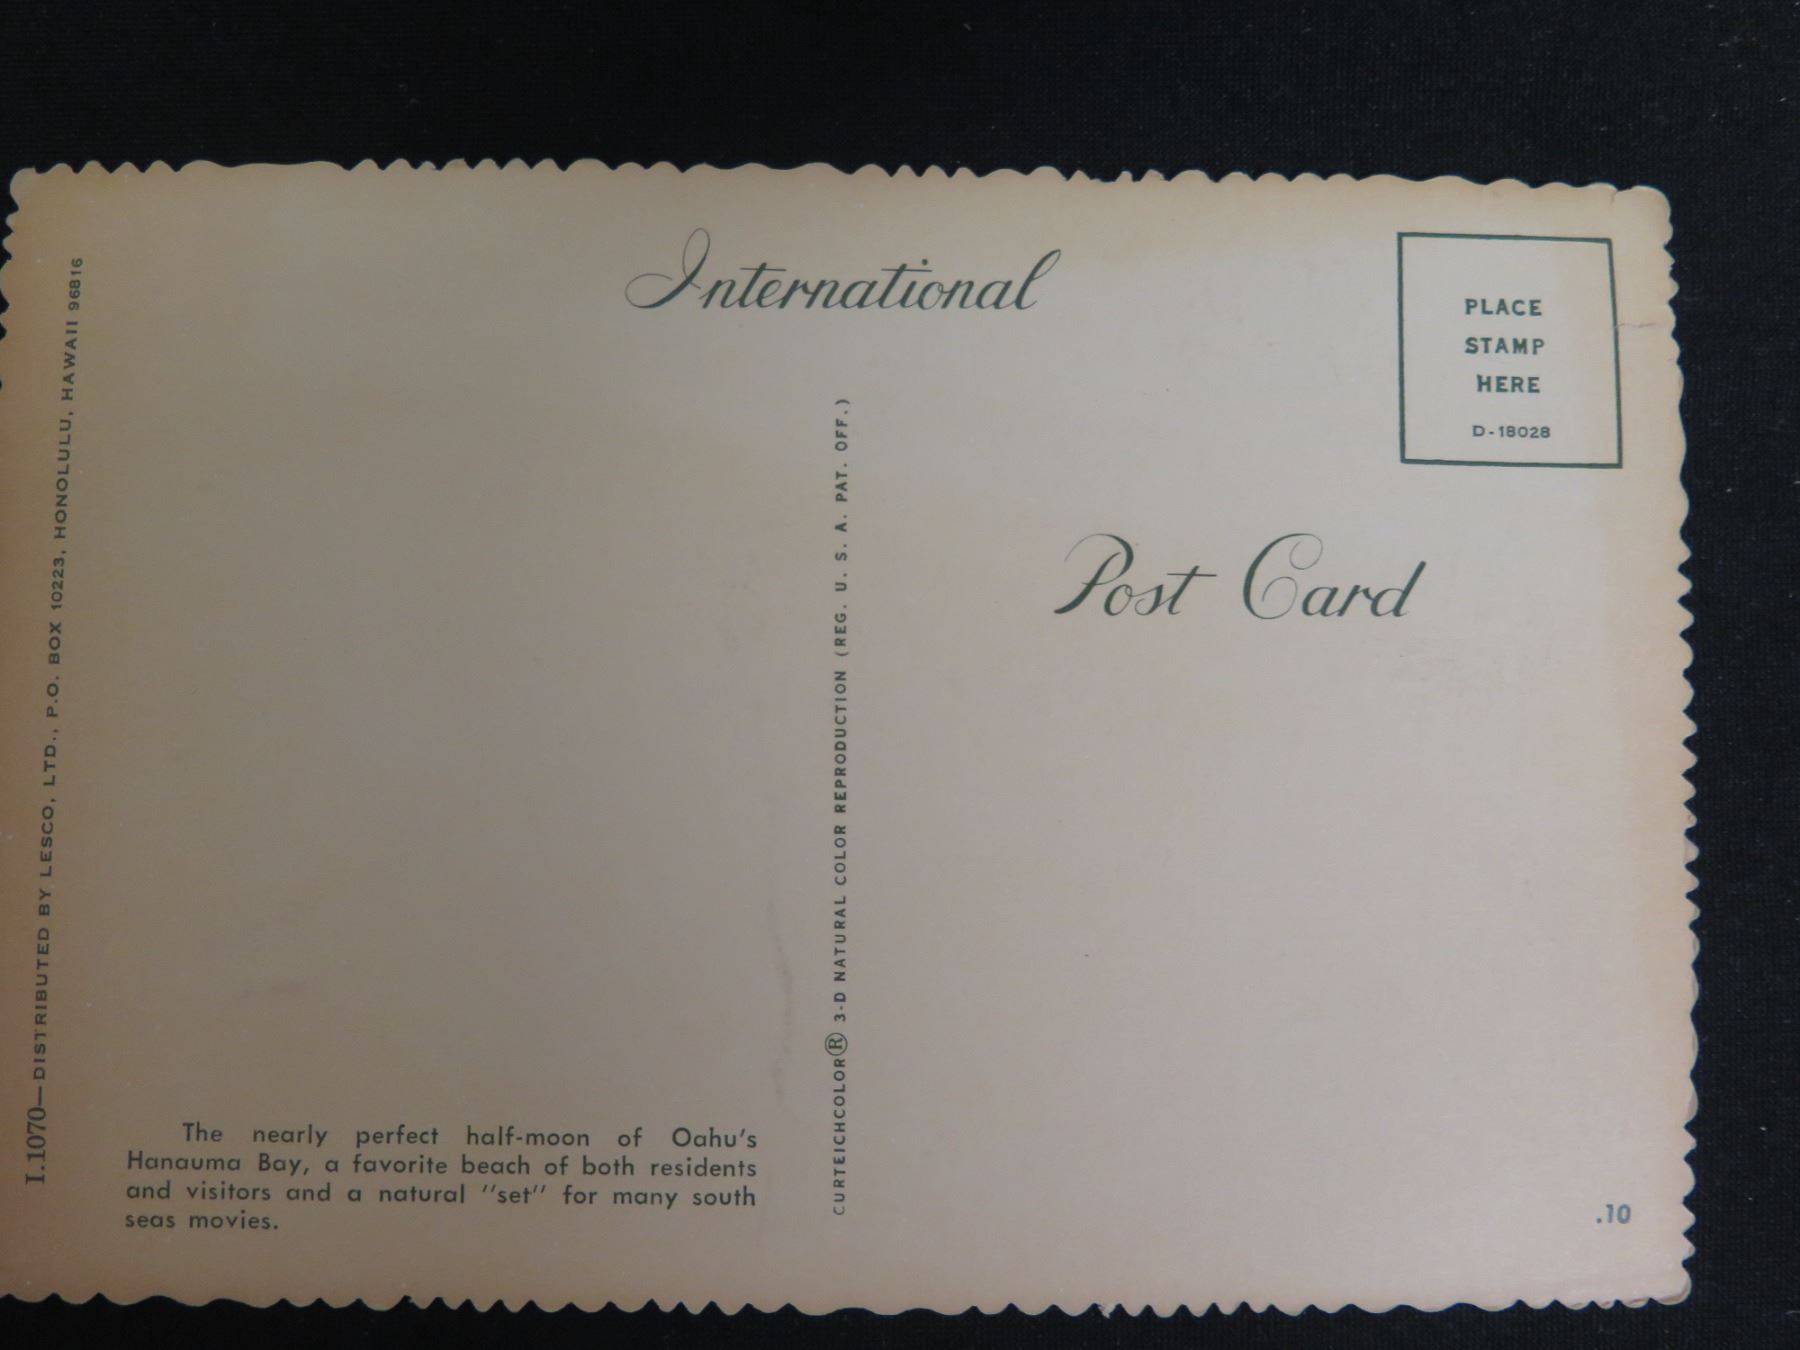 International
PLACE
STAMP
HERE
D-18028
Post Card
I.1070—DISTRIBUTED BY LESCO, LTD., P.O. BOX 10223, HONOLULU, HAWAII 96816
CURTEICHCOLOR® 3-D NATURAL COLOR REPRODUCTION (REG. U. S. A. PAT. OFF.)
The nearly perfect half-moon of Oahu's
Hanauma Bay, a favorite beach of both residents
and visitors and a natural "set" for many south
seas movies.
.10